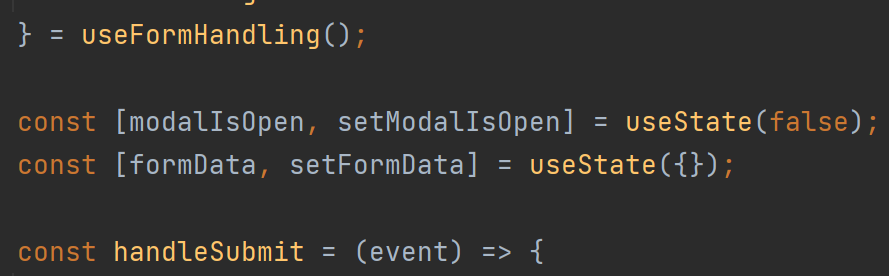 } = useFormHandling();
const [modalIsOpen, setModalIsOpen] = useState(false);
const [formData, setFormData] = useState({});
const handleSubmit = (event) => {